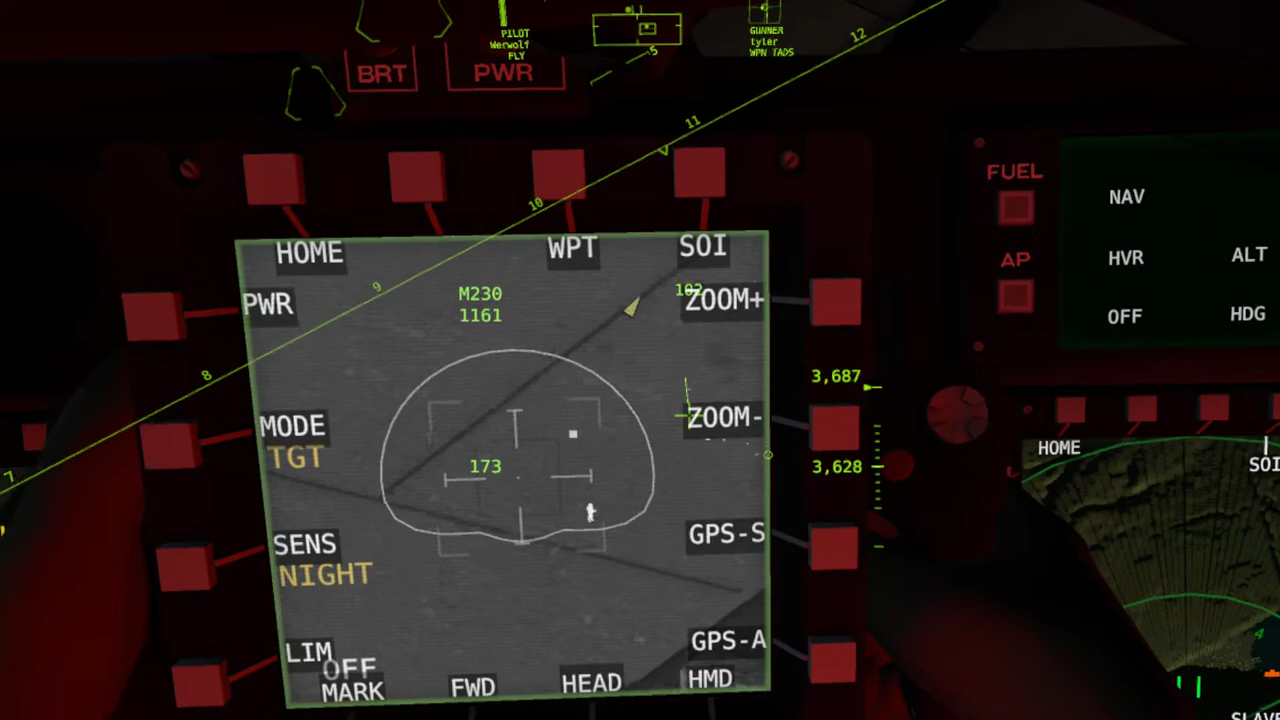 PILOT
Werwolf
FLY
GUNNER
tyler
WPN TADS
5
12
BRT
PWR
11
10
9
8
7
HOME
WPT
SOI
PWR
M230
1161
ZOOM+
MODE
TGT
173
ZOOM-
SENS
NIGHT
GPS-S
LIM
OFF
MARK
FWD
HEAD
GPS-A
HMD
3,687
3,628
FUEL
AP
NAV
HVR
ALT
OFF
HDG
HOME
SOI
4